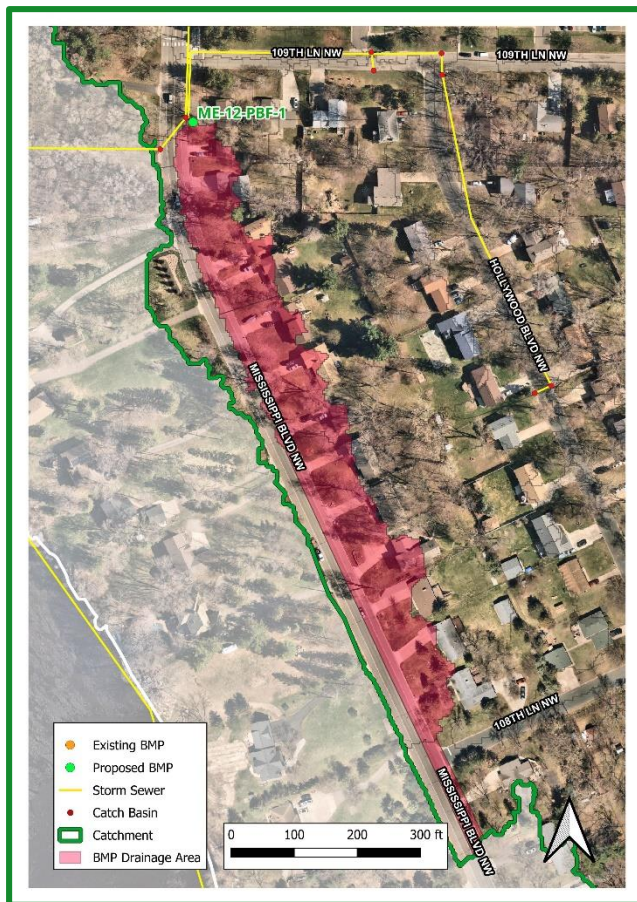 109TH LN NW
109TH LN NW
ME-12-PBF-1
HOLLYWOOD BLVD NW
MISSISSIPPI BLVD NW
108TH LN NW
MISSISSIPPI BLVD NW
Existing BMP
Proposed BMP
Storm Sewer
Catch Basin
Catchment
BMP Drainage Area
0 100 200 300 ft